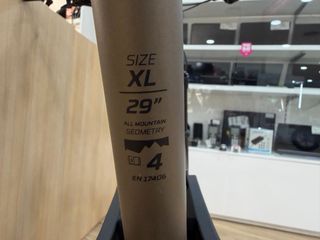 SIZE
XL
29"
ALL MOUNTAIN
GEOMETRY
4
EN 17406